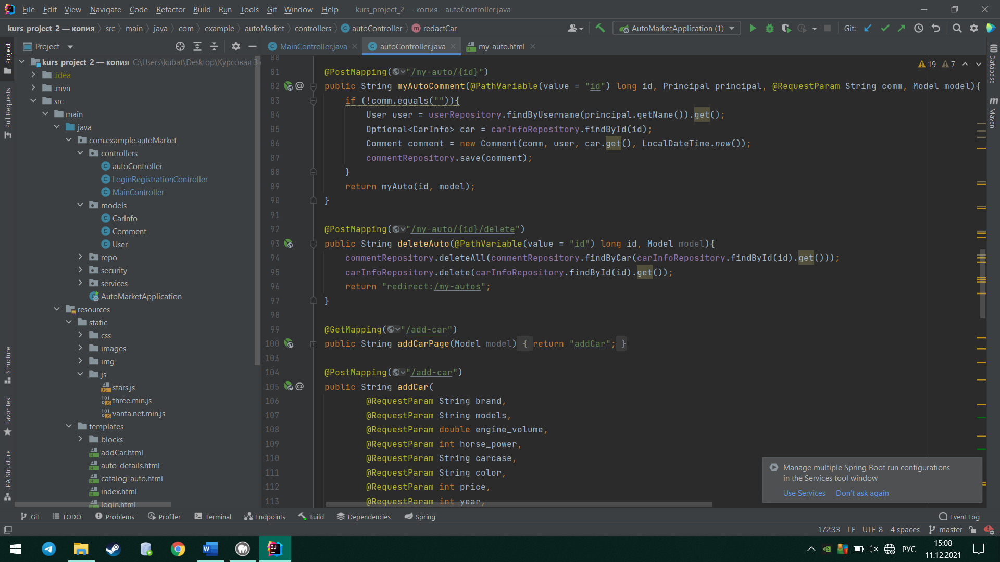 File Edit View Navigate Code Refactor Build Run Tools Git Window Help kurs_project_2 — копия - autoController.java
kurs_project_2 — копия src main java com example autoMarket controllers autoController redactCar AutoMarketApplication (1) Git:
Project
MainController.java autoController.java my-auto.html
kurs_project_2 — копия C:\Users\kubat\Desktop\Курсовая 3
.idea
.mvn
src
main
java
com.example.autoMarket
controllers
autoController
LoginRegistrationController
MainController
models
CarInfo
Comment
User
repo
security
services
AutoMarketApplication
resources
static
css
images
img
js
stars.js
three.min.js
vanta.net.min.js
templates
blocks
addCar.html
auto-details.html
catalog-auto.html
index.html
login.html
Project
Pull Requests
Structure
Favorites
JPA Structure
19 7
80
81 @PostMapping("/my-auto/{id}")
82 public String myAutoComment(@PathVariable(value = "id") long id, Principal principal, @RequestParam String comm, Model model){
83 if (!comm.equals("")){
84 User user = userRepository.findByUsername(principal.getName()).get();
85 Optional<CarInfo> car = carInfoRepository.findById(id);
86 Comment comment = new Comment(comm, user, car.get(), LocalDateTime.now());
87 commentRepository.save(comment);
88 }
89 return myAuto(id, model);
90 }
91
92 @PostMapping("/my-auto/{id}/delete")
93 public String deleteAuto(@PathVariable(value = "id") long id, Model model){
94 commentRepository.deleteAll(commentRepository.findByCar(carInfoRepository.findById(id).get()));
95 carInfoRepository.delete(carInfoRepository.findById(id).get());
96 return "redirect:/my-autos";
97 }
98
99 @GetMapping("/add-car")
100 public String addCarPage(Model model) { return "addCar"; }
103
104 @PostMapping("/add-car")
105 public String addCar(
106 @RequestParam String brand,
107 @RequestParam String models,
108 @RequestParam double engine_volume,
109 @RequestParam int horse_power,
110 @RequestParam String carcase,
111 @RequestParam String color,
112 @RequestParam int price,
113 @RequestParam int year,
Database
Maven
Manage multiple Spring Boot run configurations
in the Services tool window
Use Services Don't ask again
Git TODO Problems Profiler Terminal Endpoints Build Dependencies Spring Event Log
172:33 LF UTF-8 4 spaces master
РУС
15:08
11.12.2021